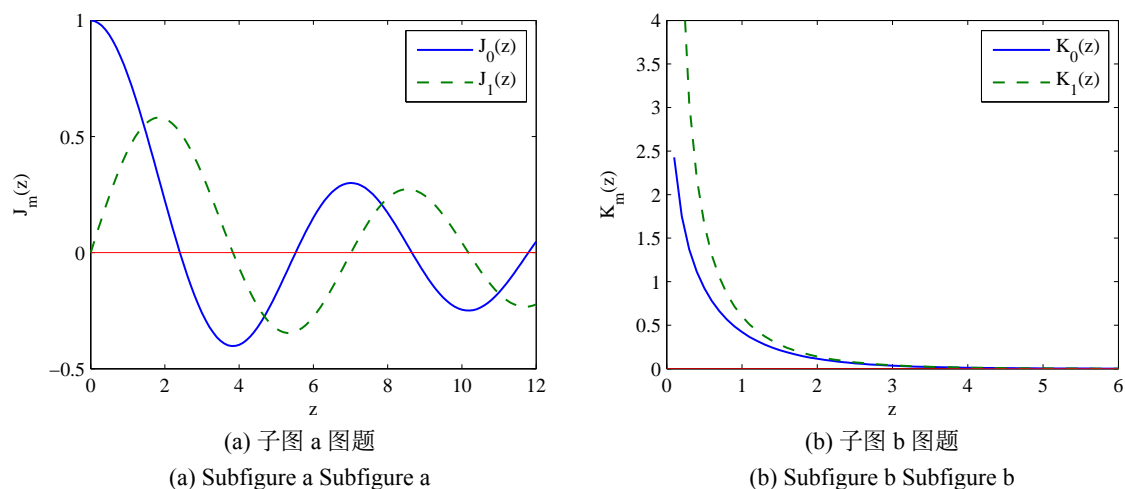 1
0.5
0
−0.5
J_m(z)
J_0(z)
J_1(z)
0 2 4 6 8 10 12
z
(a) 子图 a 图题
(a) Subfigure a Subfigure a
4
3.5
3
2.5
2
1.5
1
0.5
0
K_m(z)
K_0(z)
K_1(z)
0 1 2 3 4 5 6
z
(b) 子图 b 图题
(b) Subfigure b Subfigure b